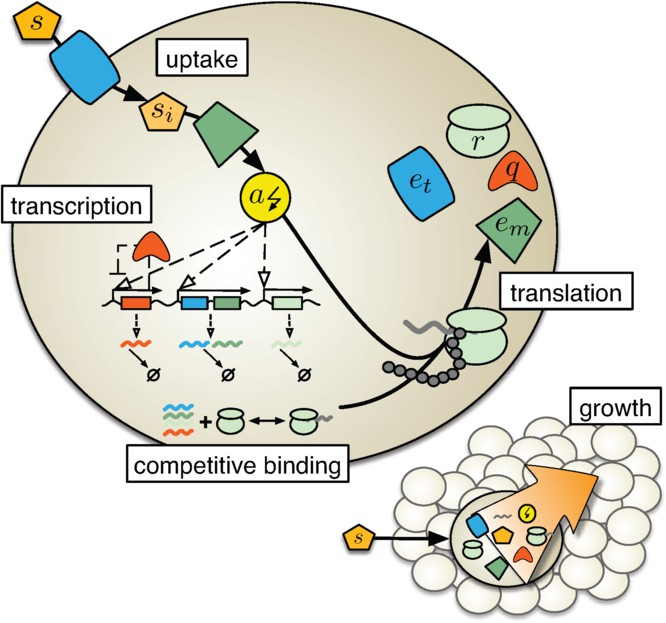 s
uptake
s_i
r
q
a
e_t
transcription
e_m
translation
+
ø
ø
ø
growth
competitive binding
s